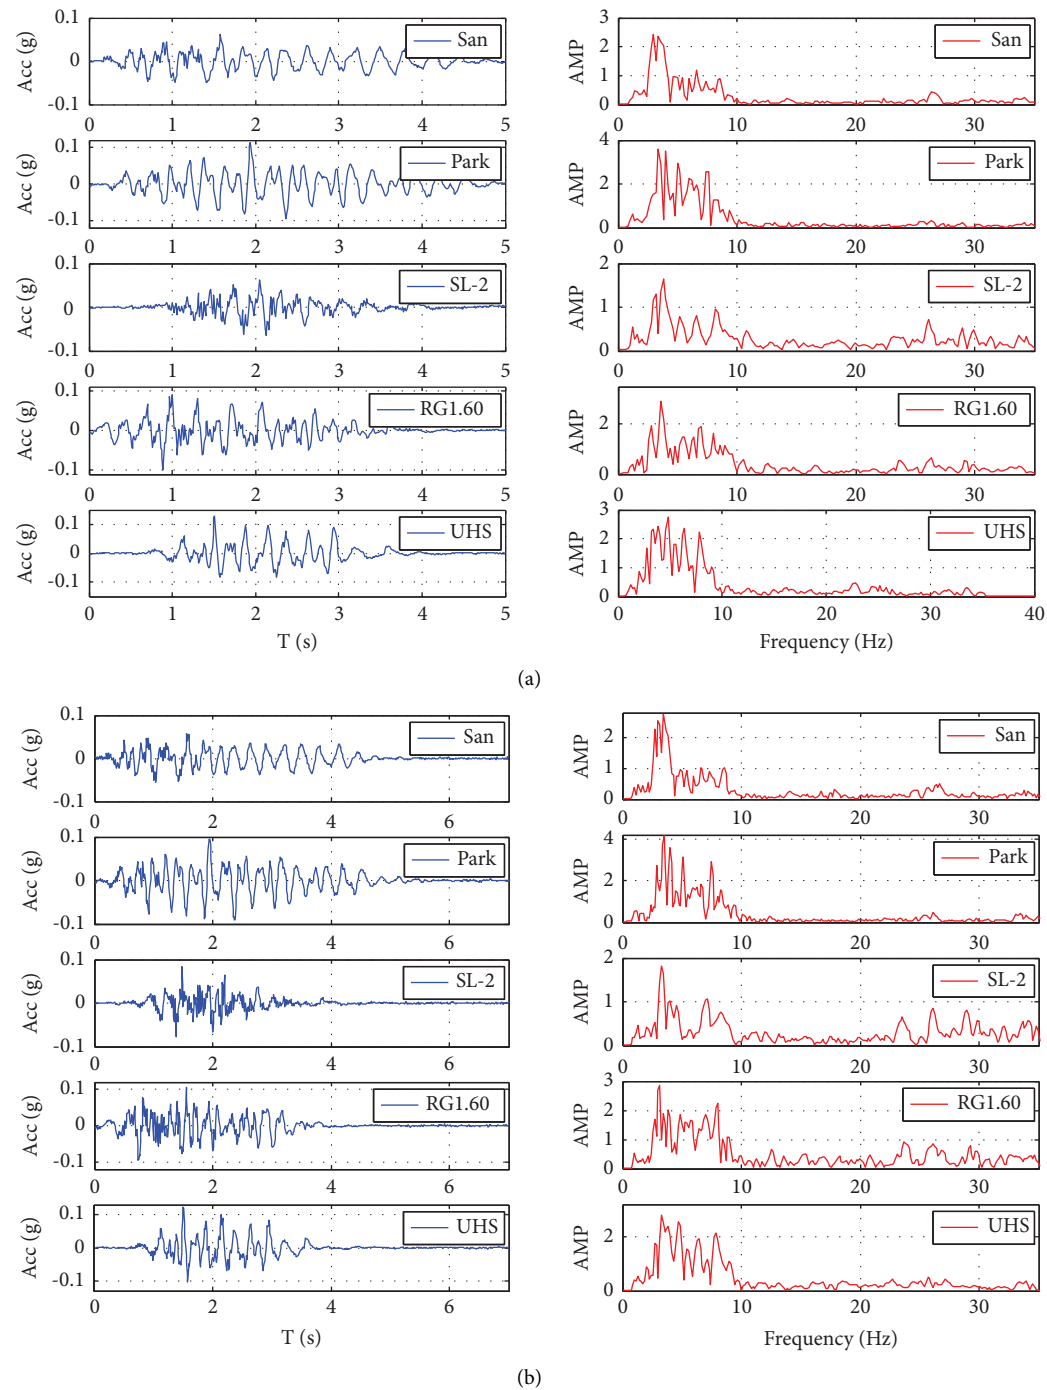 0.1
0
-0.1
Acc (g)
San
0 1 2 3 4 5
3
2
1
0
AMP
San
0 10 20 30
0.1
0
-0.1
Acc (g)
Park
0 1 2 3 4 5
4
2
0
AMP
Park
0 10 20 30
0.1
0
-0.1
Acc (g)
SL-2
0 1 2 3 4 5
2
1
0
AMP
SL-2
0 10 20 30
0.1
0
-0.1
Acc (g)
RG1.60
0 1 2 3 4 5
2
0
AMP
RG1.60
0 10 20 30
0.1
0
-0.1
Acc (g)
UHS
0 1 2 3 4 5
T (s)
3
2
1
0
AMP
UHS
0 10 20 30 40
Frequency (Hz)
(a)
0.1
0
-0.1
Acc (g)
San
0 2 4 6
2
1
0
AMP
San
0 10 20 30
0.1
0
-0.1
Acc (g)
Park
0 2 4 6
4
2
0
AMP
Park
0 10 20 30
0.1
0
-0.1
Acc (g)
SL-2
0 2 4 6
2
1
0
AMP
SL-2
0 10 20 30
0.1
0
-0.1
Acc (g)
RG1.60
0 2 4 6
3
2
1
0
AMP
RG1.60
0 10 20 30
0.1
0
-0.1
Acc (g)
UHS
0 2 4 6
T (s)
2
0
AMP
UHS
0 10 20 30
Frequency (Hz)
(b)